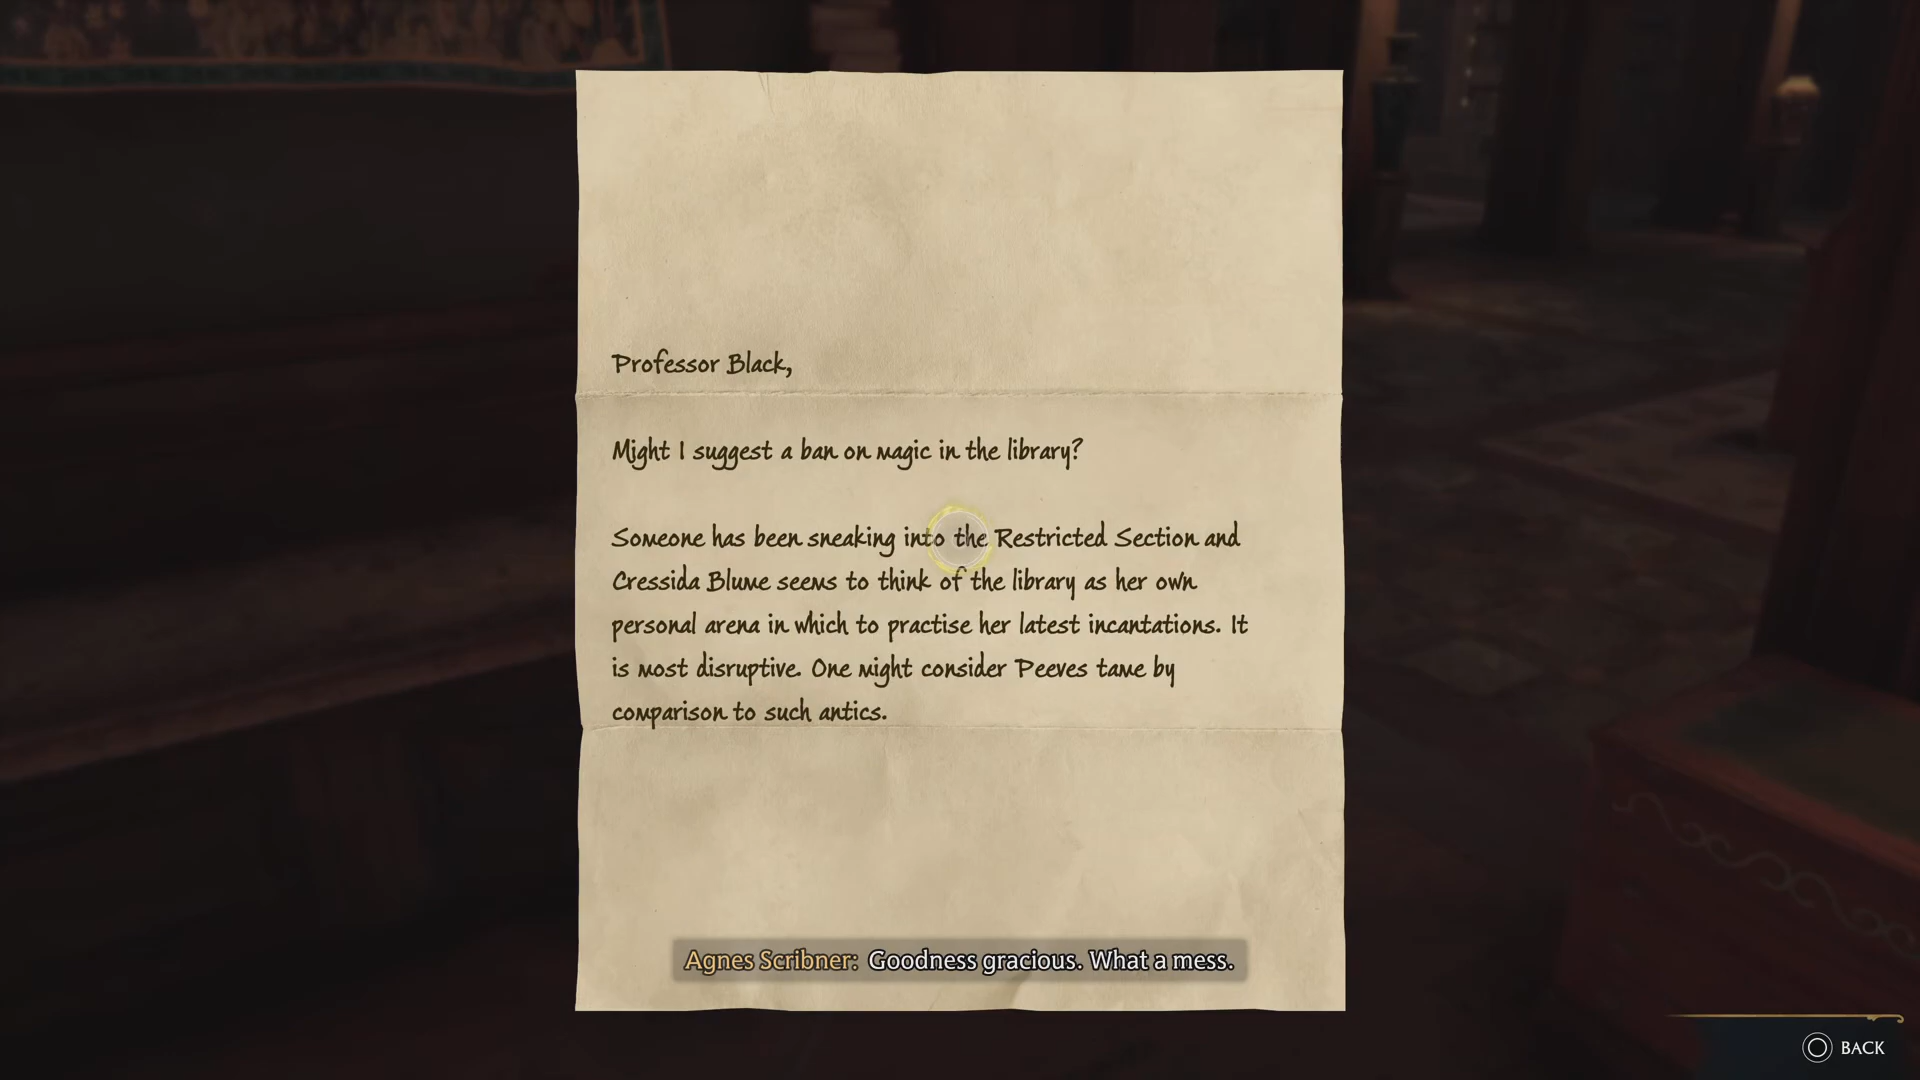 Professor Black,
Might I suggest a ban on magic in the library?
Someone has been sneaking into the Restricted Section and
Cressida Blume seems to think of the library as her own
personal arena in which to practise her latest incantations. It
is most disruptive. One might consider Peeves tame by
comparison to such antics.
Agnes Scribner: Goodness gracious. What a mess.
BACK